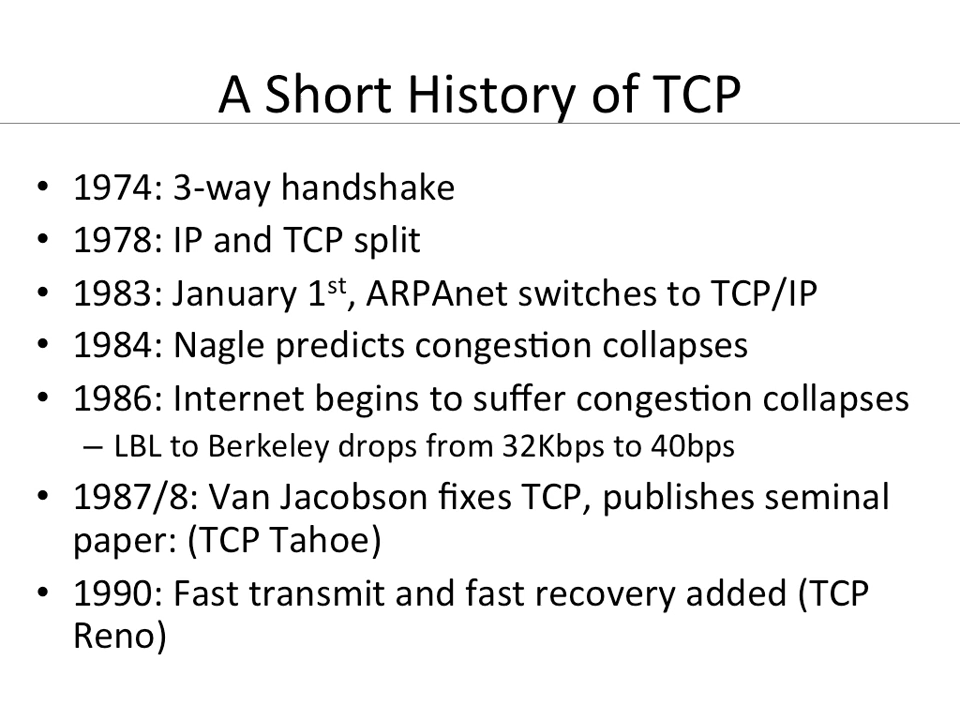 A Short History of TCP
• 1974: 3-way handshake
• 1978: IP and TCP split
• 1983: January 1st, ARPAnet switches to TCP/IP
• 1984: Nagle predicts congestion collapses
• 1986: Internet begins to suffer congestion collapses
– LBL to Berkeley drops from 32Kbps to 40bps
• 1987/8: Van Jacobson fixes TCP, publishes seminal
paper: (TCP Tahoe)
• 1990: Fast transmit and fast recovery added (TCP
Reno)